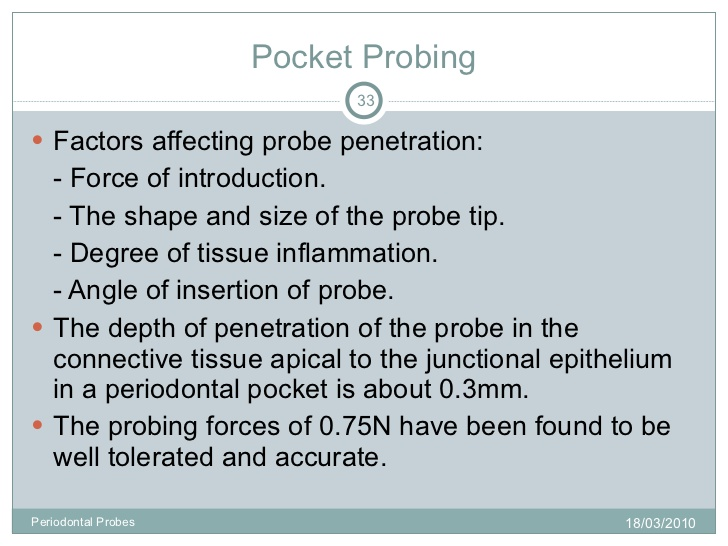 Pocket Probing
33
• Factors affecting probe penetration:
- Force of introduction.
- The shape and size of the probe tip.
- Degree of tissue inflammation.
- Angle of insertion of probe.
• The depth of penetration of the probe in the
connective tissue apical to the junctional epithelium
in a periodontal pocket is about 0.3mm.
• The probing forces of 0.75N have been found to be
well tolerated and accurate.
Periodontal Probes
18/03/2010